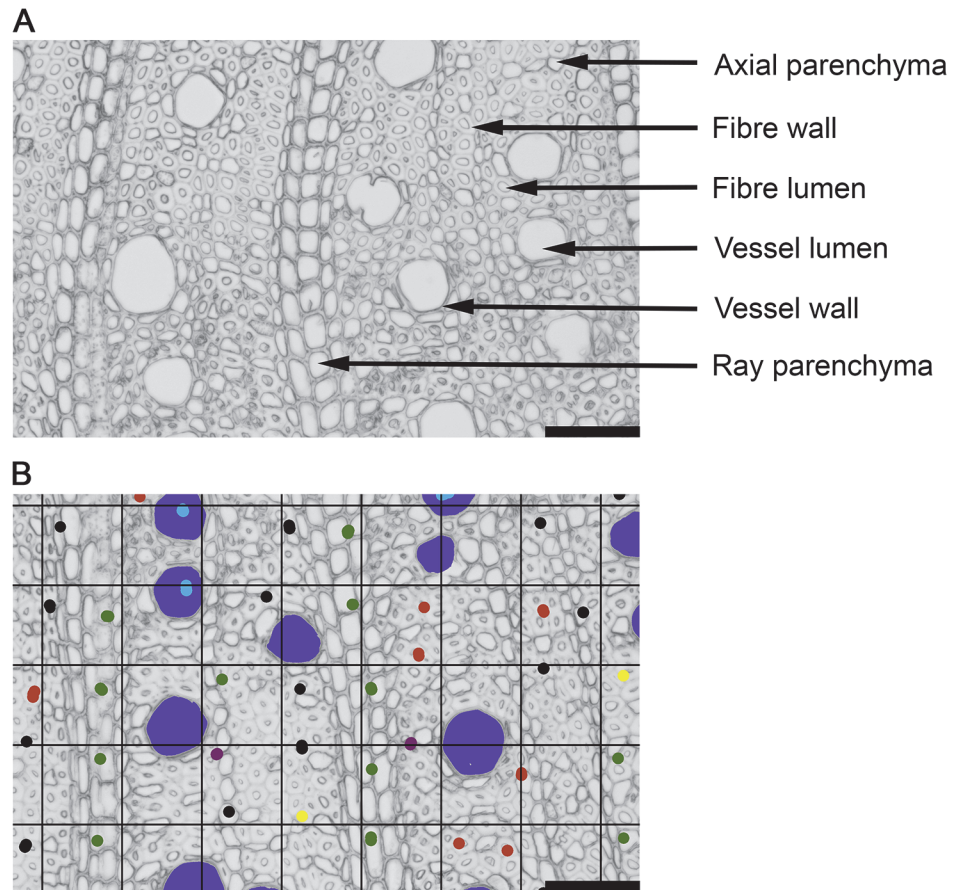 A
Axial parenchyma
Fibre wall
Fibre lumen
Vessel lumen
Vessel wall
Ray parenchyma
B